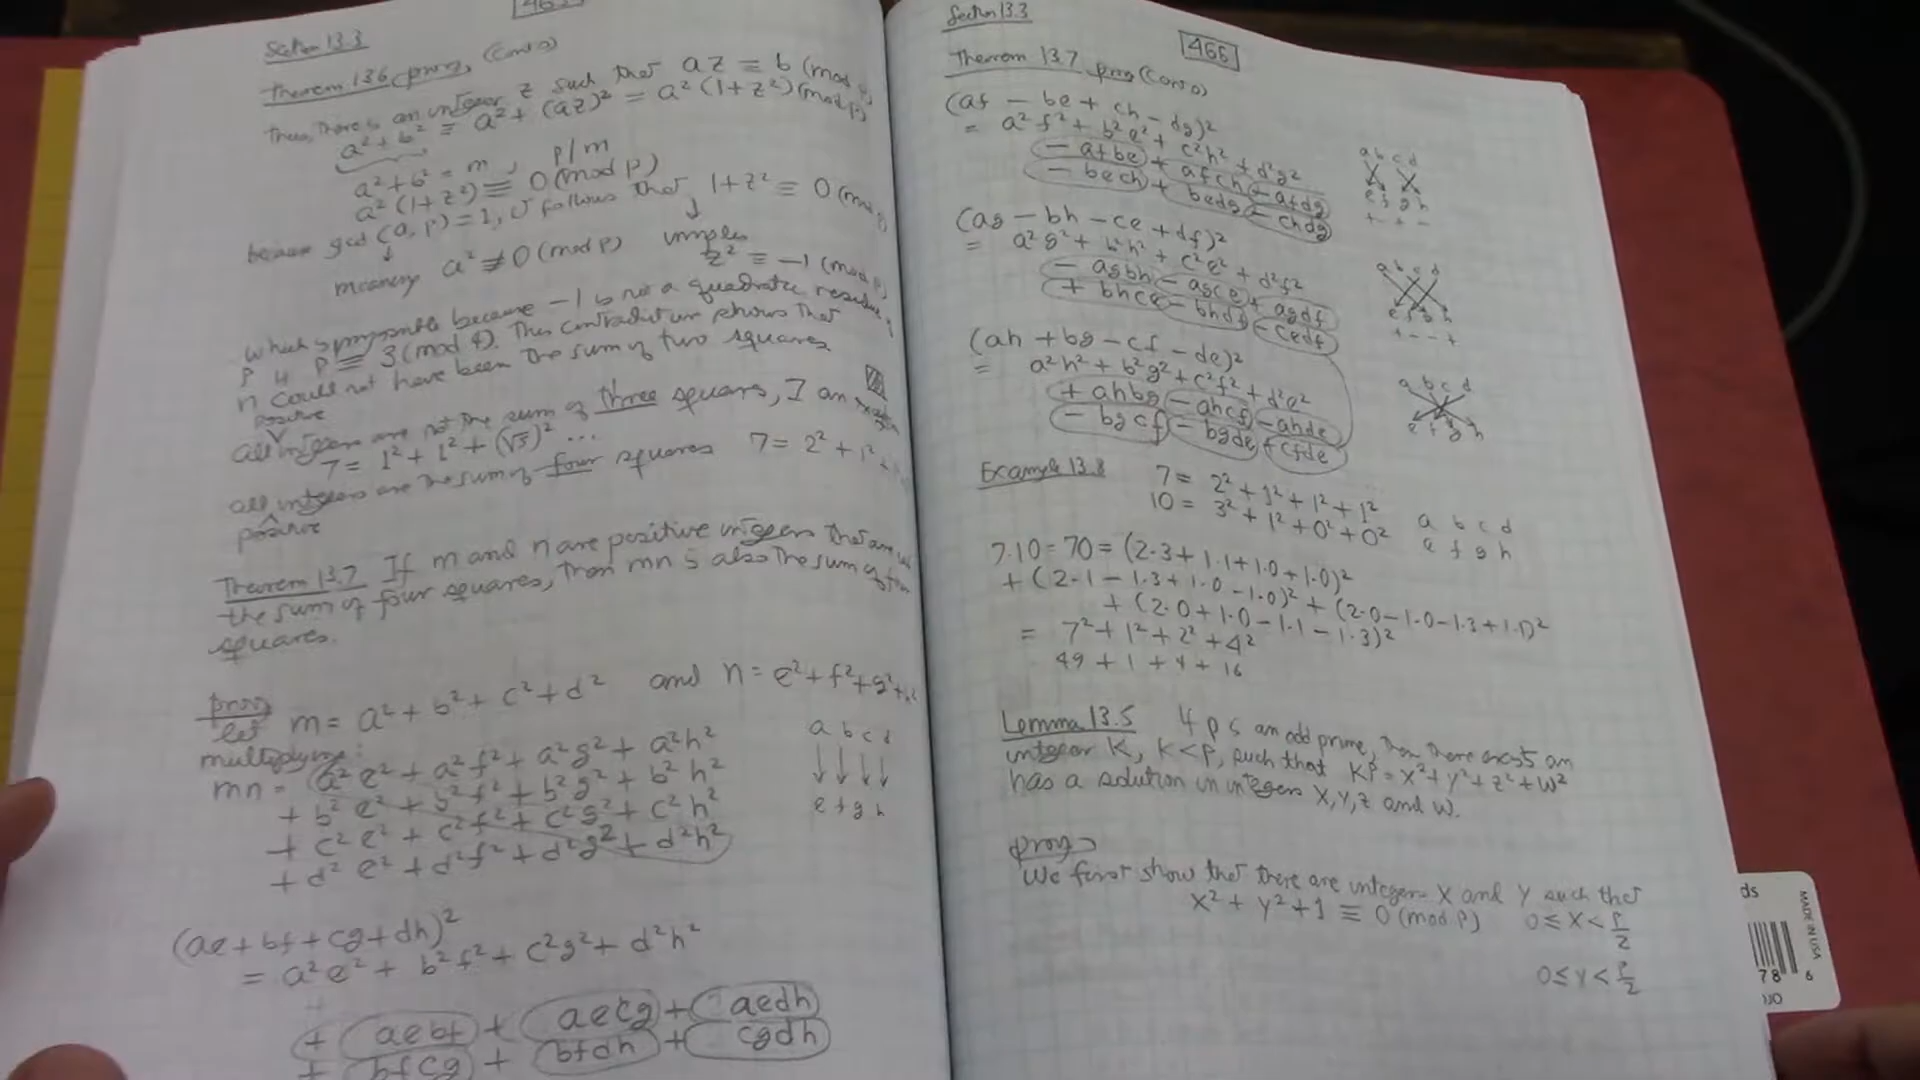 Section 13.3
Theorem 13.6 proof, (Cont'd)
Thus, there is an integer z such that az ≡ b (mod
a² + b² ≡ a² + (az)² = a² (1+z²) (mod p)
a² + b² = m, p/m
a² (1+z²) ≡ 0 (mod p)
because gcd (a, p) = 1, it follows that 1+z² ≡ 0 (mod
↓ ↓
meaning a² ≢ 0 (mod p) implies
z² ≡ -1 (mod p)
which is impossible because -1 is not a quadratic residue of
p if p ≡ 3 (mod 4). This contradiction shows that
n could not have been the sum of two squares
positive
All integers are not the sum of three squares, I
7 = 1² + 1² + (√5)² ...
all integers are the sum of four squares 7 = 2² + 1² +
positive
Theorem 13.7 If m and n are positive integers that are
the sum of four squares, then mn is also the sum of four
squares.
proof
let m = a² + b² + c² + d² and n = e² + f² + g² + h²
multiplying:
mn = a²e² + a²f² + a²g² + a²h²
+ b²e² + b²f² + b²g² + b²h²
+ c²e² + c²f² + c²g² + c²h²
+ d²e² + d²f² + d²g² + d²h²
a b c d
↓ ↓ ↓ ↓
e f g h
(ae + bf + cg + dh)²
= a²e² + b²f² + c²g² + d²h²
+ aebf + aecg + aedh
+ bfcg + bfdh + cgdh
Section 13.3
466
Theorem 13.7 proof (Cont'd)
(af - be + ch - dg)²
= a²f² + b²e² + c²h² + d²g²
- afbe + afch - afdg
- bech + bedg - chdg
a b c d
e f g h
+ - + -
(ag - bh - ce + df)²
= a²g² + b²h² + c²e² + d²f²
- agbh - agce + agdf
+ bhce - bhdf - cedf
a b c d
e f g h
+ - - +
(ah + bg - cf - de)²
= a²h² + b²g² + c²f² + d²e²
+ ahbg - ahcf - ahde
- bgcf - bgde + cfde
a b c d
e f g h
Example 13.8
7 = 2² + 1² + 1² + 1²
10 = 3² + 1² + 0² + 0²
a b c d
e f g h
7·10 = 70 = (2·3 + 1·1 + 1·0 + 1·0)²
+ (2·1 - 1·3 + 1·0 - 1·0)² + (2·0 - 1·0 - 1·3 + 1·1)²
+ (2·0 + 1·0 - 1·1 - 1·3)²
= 7² + 1² + 2² + 4²
49 + 1 + 4 + 16
Lemma 13.5 If p is an odd prime, then there exists an
integer K, K < P, such that KP = X² + Y² + Z² + W²
has a solution in integers X, Y, Z and W.
proof
We first show that there are integers X and Y such that
X² + Y² + 1 ≡ 0 (mod P) 0 ≤ X < P/2
0 ≤ Y < P/2
ds
MADE IN USA
78 6